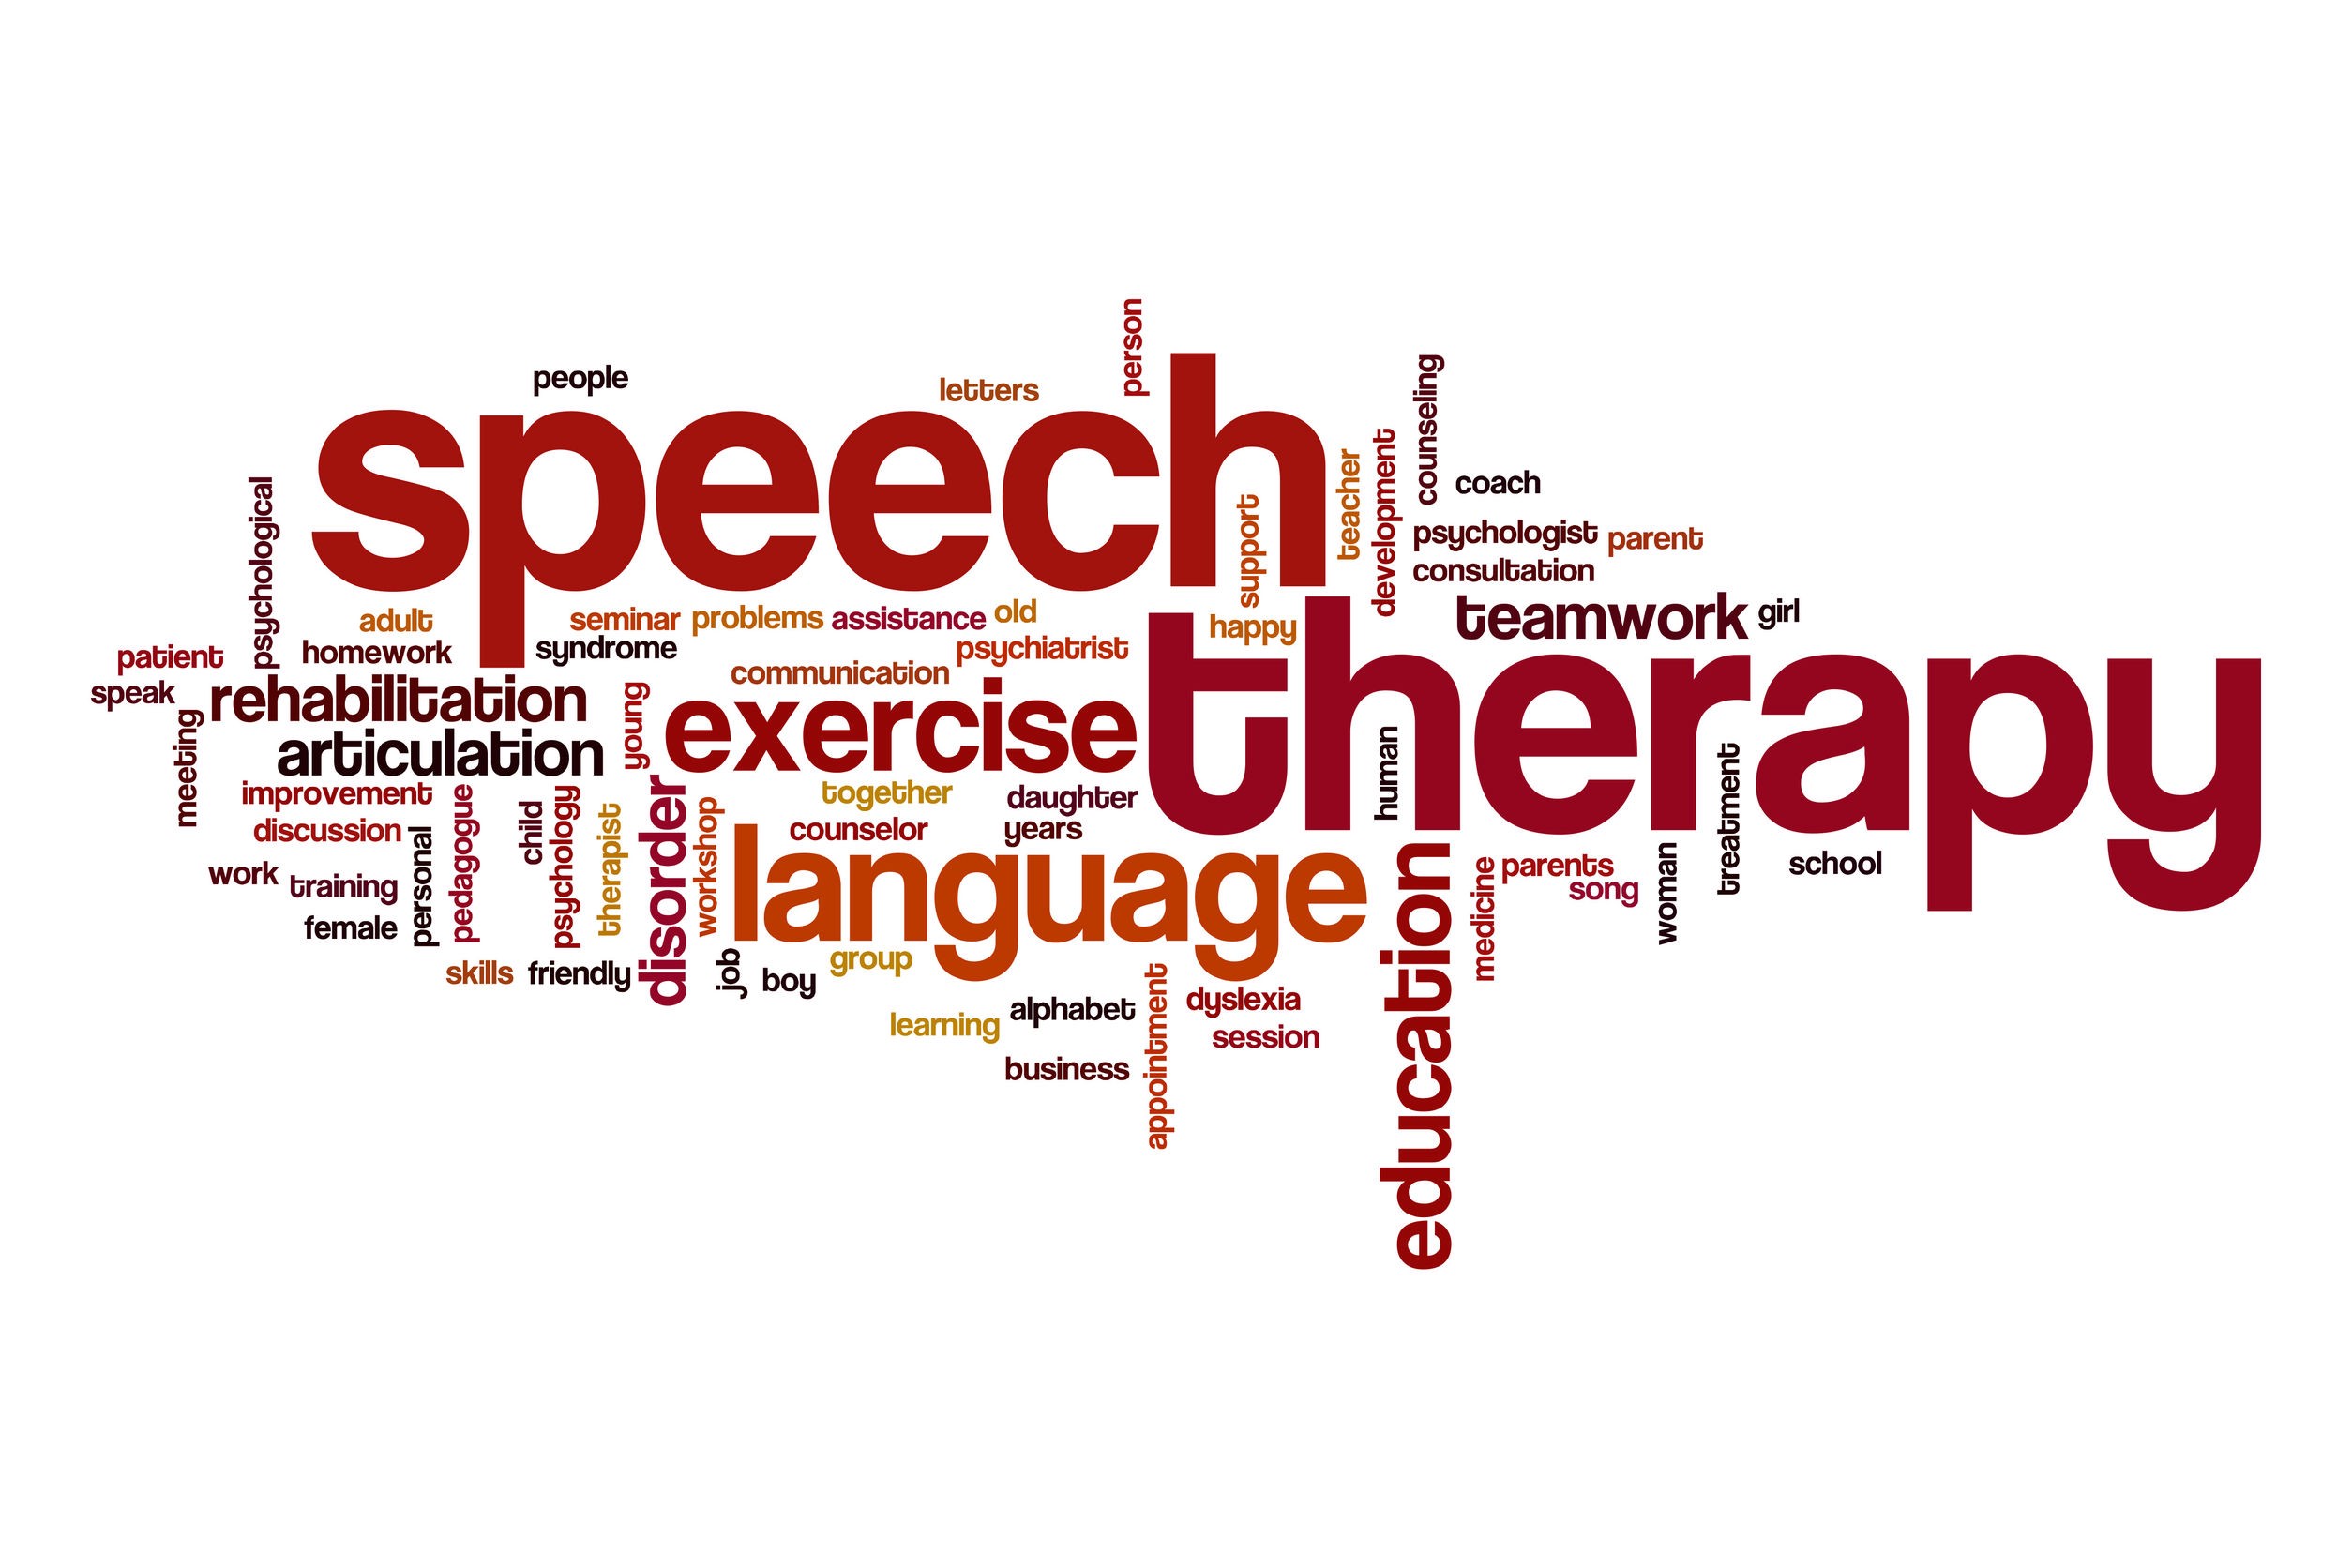 person
people
letters
speech
counseling
teacher
development
coach
psychological
support
psychologist
parent
consultation
adult
seminar
problems
assistance
old
happy
teamwork
girl
patient
homework
syndrome
psychiatrist
therapy
speak
rehabilitation
young
communication
exercise
meeting
articulation
human
treatment
improvement
pedagogue
child
psychology
therapist
disorder
workshop
together
daughter
discussion
personal
counselor
years
work
training
language
education
medicine
parents
song
woman
school
female
skills
friendly
job
boy
group
learning
alphabet
appointment
dyslexia
session
business